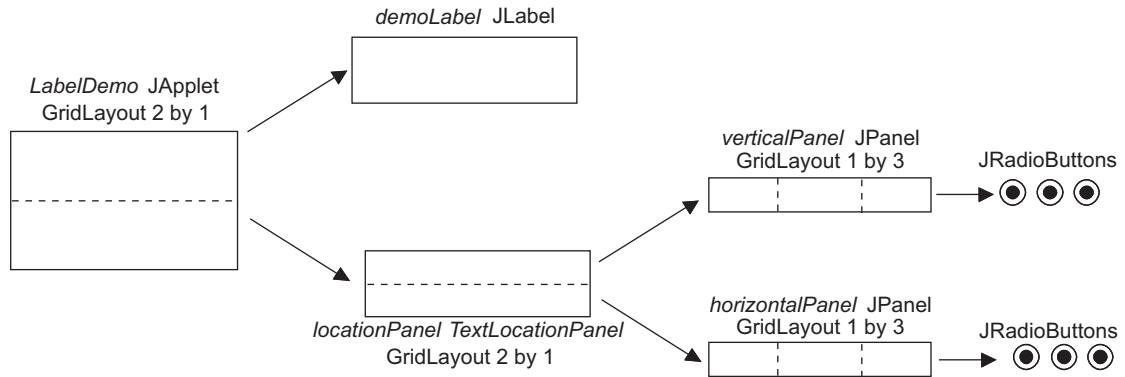 demoLabel JLabel
LabelDemo JApplet
GridLayout 2 by 1
verticalPanel JPanel
GridLayout 1 by 3
JRadioButtons
locationPanel TextLocationPanel
GridLayout 2 by 1
horizontalPanel JPanel
GridLayout 1 by 3
JRadioButtons